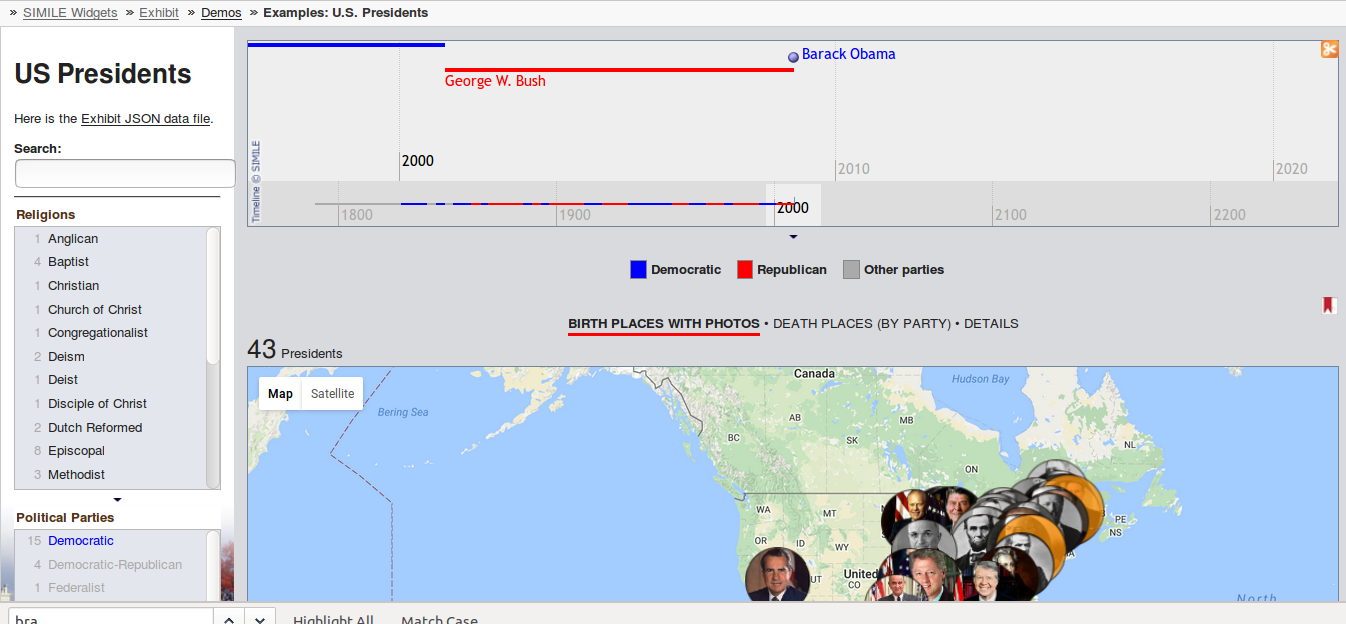 » SIMILE Widgets » Exhibit » Demos » Examples: U.S. Presidents
US Presidents
Here is the Exhibit JSON data file.
Search:
Religions
1 Anglican
4 Baptist
1 Christian
1 Church of Christ
1 Congregationalist
2 Deism
1 Deist
1 Disciple of Christ
2 Dutch Reformed
8 Episcopal
3 Methodist
Political Parties
15 Democratic
4 Democratic-Republican
1 Federalist
Barack Obama
George W. Bush
2000
2010
2020
Timeline © SIMILE
1800
1900
2000
2100
2200
Democratic Republican Other parties
BIRTH PLACES WITH PHOTOS • DEATH PLACES (BY PARTY) • DETAILS
43 Presidents
Map Satellite
Canada
Hudson Bay
Bering Sea
AB
MB
BC
SK
NL
ON
WA
MT
PE
NS
OR
ID
WY
UT
United
CO
North
bra
Highlight All Match Case